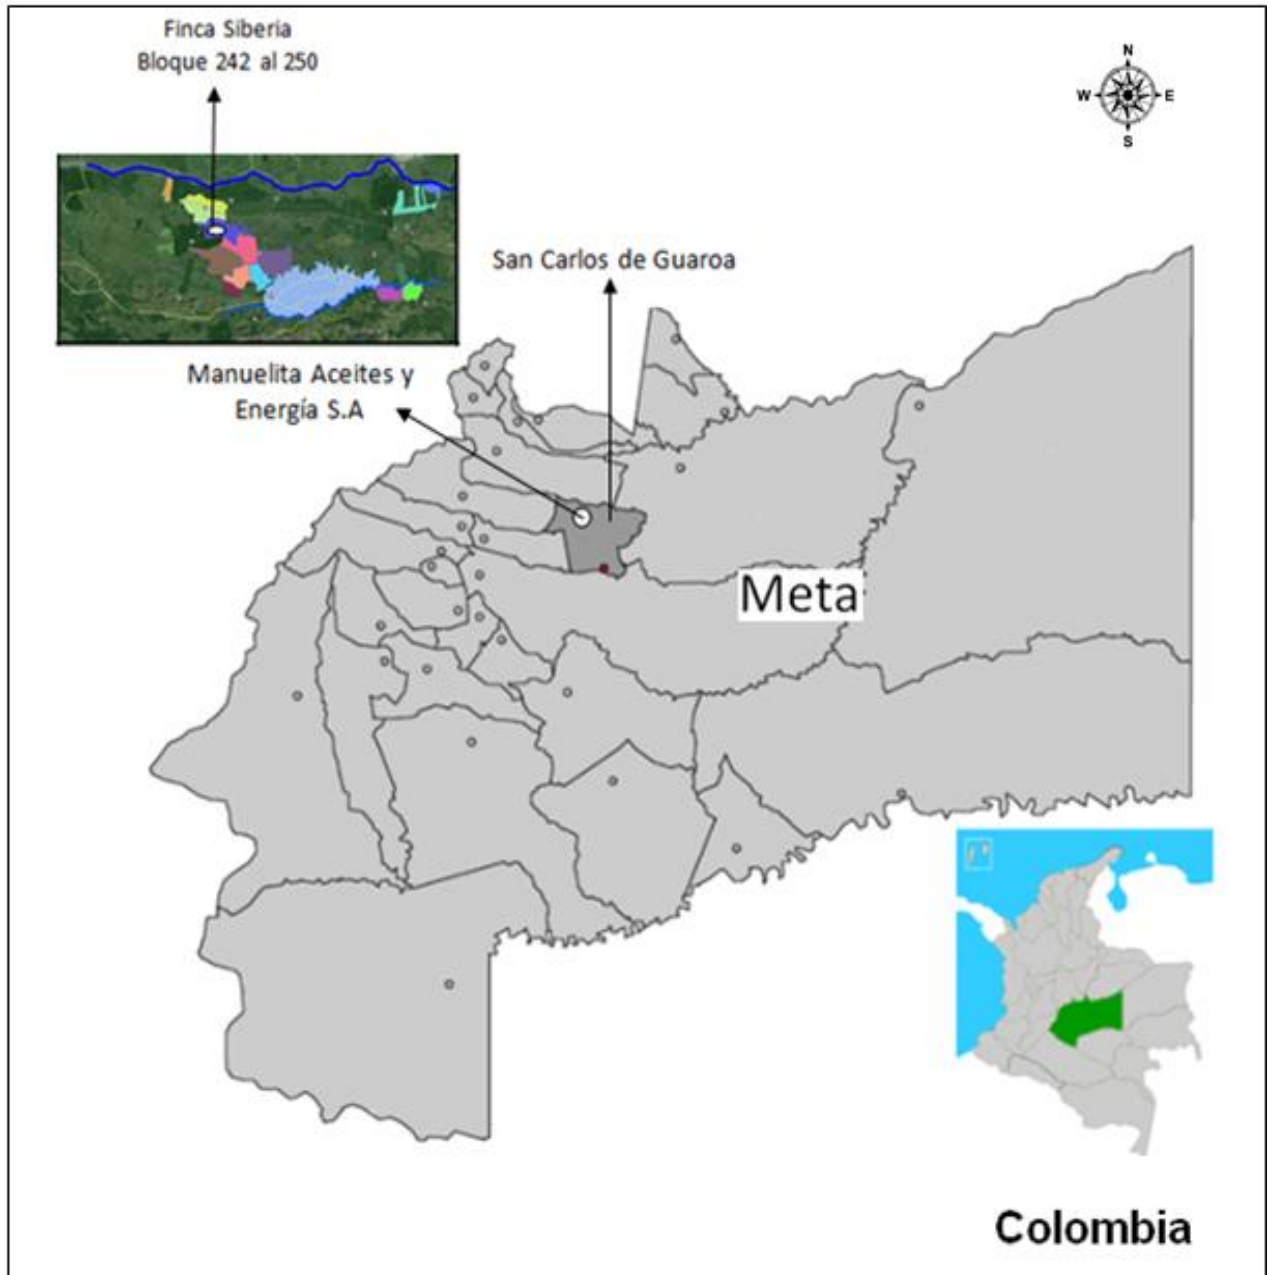 Finca Siberia
Bloque 242 al 250
N
W
E
S
San Carlos de Guaroa
Manuelita Aceites y
Energía S.A
Meta
Colombia